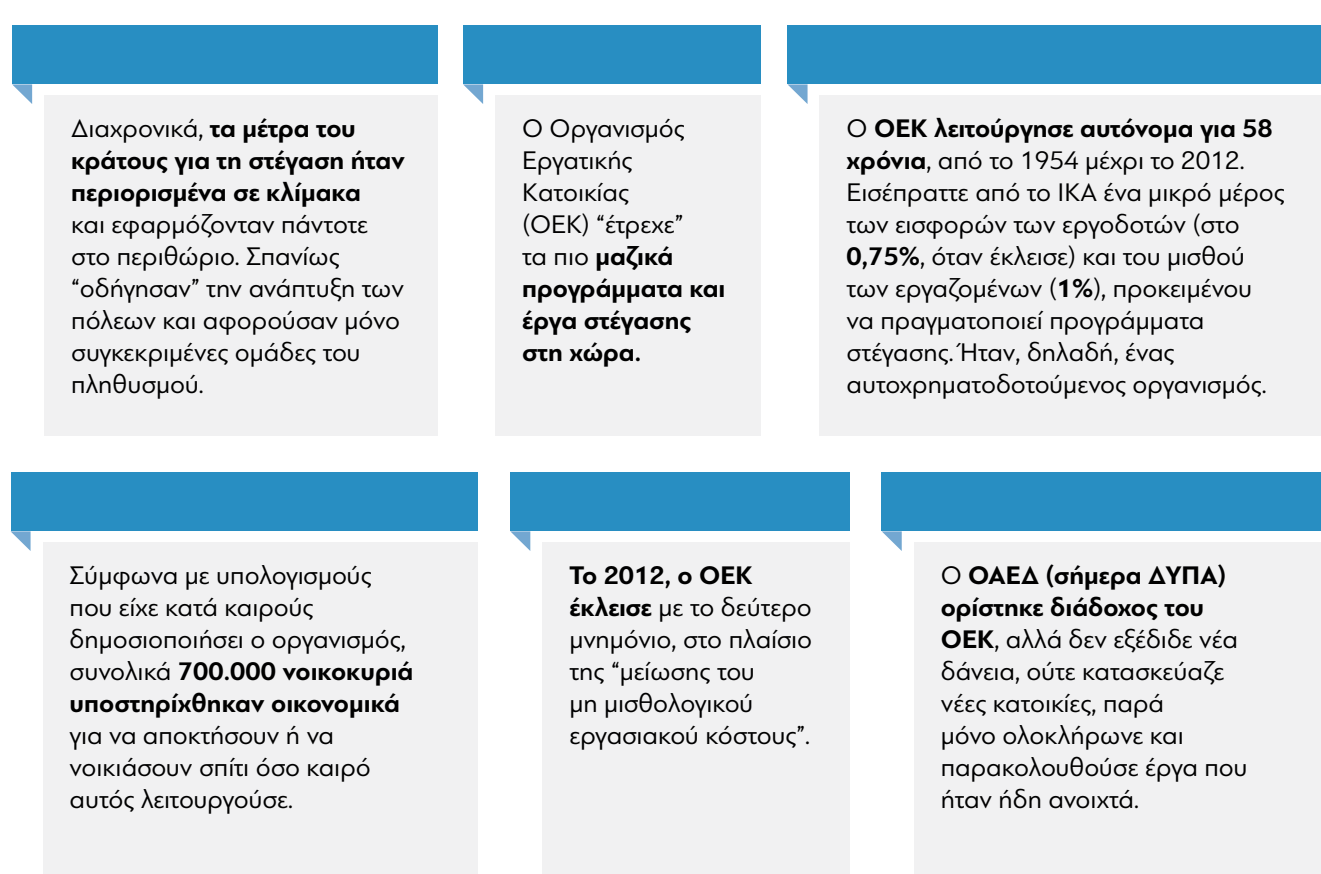 Διαχρονικά, τα μέτρα του
κράτους για τη στέγαση ήταν
περιορισμένα σε κλίμακα
και εφαρμόζονταν πάντοτε
στο περιθώριο. Σπανίως
“οδήγησαν” την ανάπτυξη των
πόλεων και αφορούσαν μόνο
συγκεκριμένες ομάδες του
πληθυσμού.
Ο Οργανισμός
Εργατικής
Κατοικίας
(ΟΕΚ) “έτρεχε”
τα πιο μαζικά
προγράμματα και
έργα στέγασης
στη χώρα.
Ο ΟΕΚ λειτούργησε αυτόνομα για 58
χρόνια, από το 1954 μέχρι το 2012.
Εισέπραττε από το ΙΚΑ ένα μικρό μέρος
των εισφορών των εργοδοτών (στο
0,75%, όταν έκλεισε) και του μισθού
των εργαζομένων (1%), προκειμένου
να πραγματοποιεί προγράμματα
στέγασης. Ήταν, δηλαδή, ένας
αυτοχρηματοδοτούμενος οργανισμός.
Σύμφωνα με υπολογισμούς
που είχε κατά καιρούς
δημοσιοποιήσει ο οργανισμός,
συνολικά 700.000 νοικοκυριά
υποστηρίχθηκαν οικονομικά
για να αποκτήσουν ή να
νοικιάσουν σπίτι όσο καιρό
αυτός λειτουργούσε.
Το 2012, ο ΟΕΚ
έκλεισε με το δεύτερο
μνημόνιο, στο πλαίσιο
της “μείωσης του
μη μισθολογικού
εργασιακού κόστους”.
Ο ΟΑΕΔ (σήμερα ΔΥΠΑ)
ορίστηκε διάδοχος του
ΟΕΚ, αλλά δεν εξέδιδε νέα
δάνεια, ούτε κατασκεύαζε
νέες κατοικίες, παρά
μόνο ολοκλήρωνε και
παρακολουθούσε έργα που
ήταν ήδη ανοιχτά.